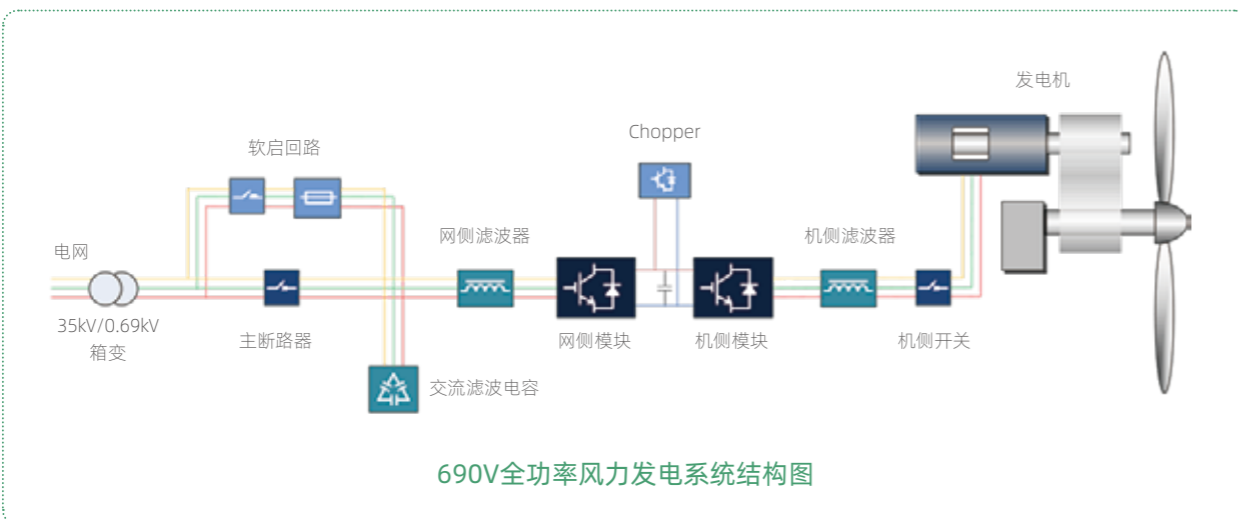 发电机
Chopper
软启回路
网侧滤波器
机侧滤波器
电网
35kV/0.69kV
箱变
主断路器
网侧模块
机侧模块
机侧开关
交流滤波电容
690V全功率风力发电系统结构图